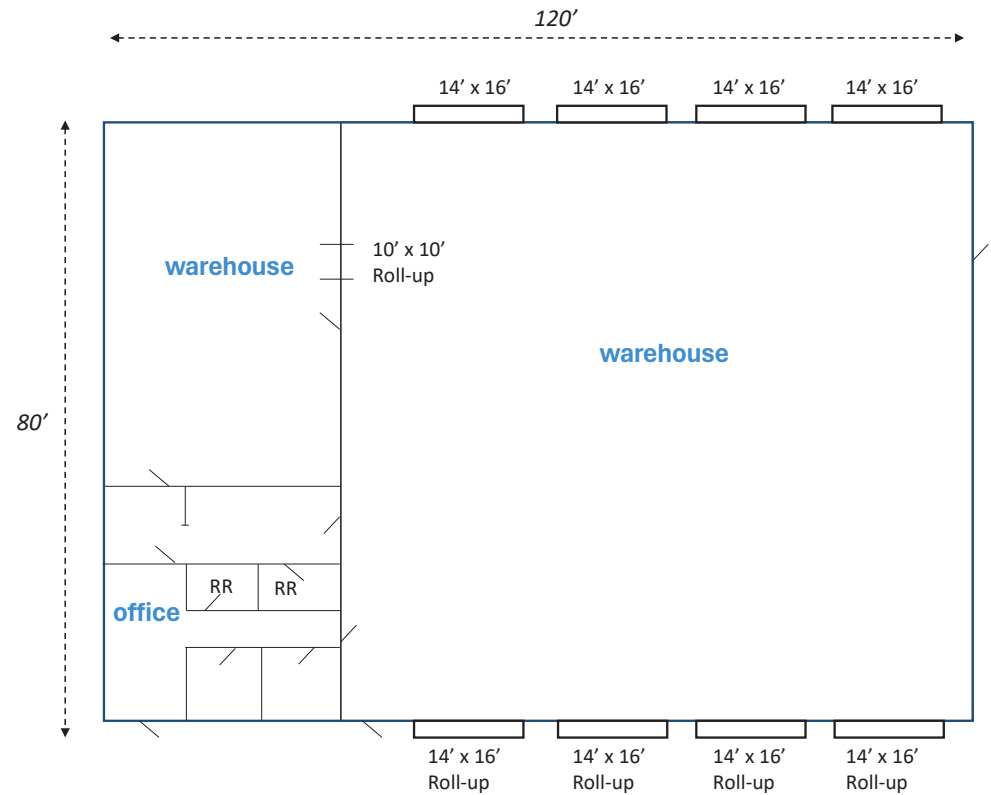 120’
14’ x 16’
14’ x 16’
14’ x 16’
14’ x 16’
warehouse
10’ x 10’
Roll-up
warehouse
80’
RR
RR
office
14’ x 16’
Roll-up
14’ x 16’
Roll-up
14’ x 16’
Roll-up
14’ x 16’
Roll-up